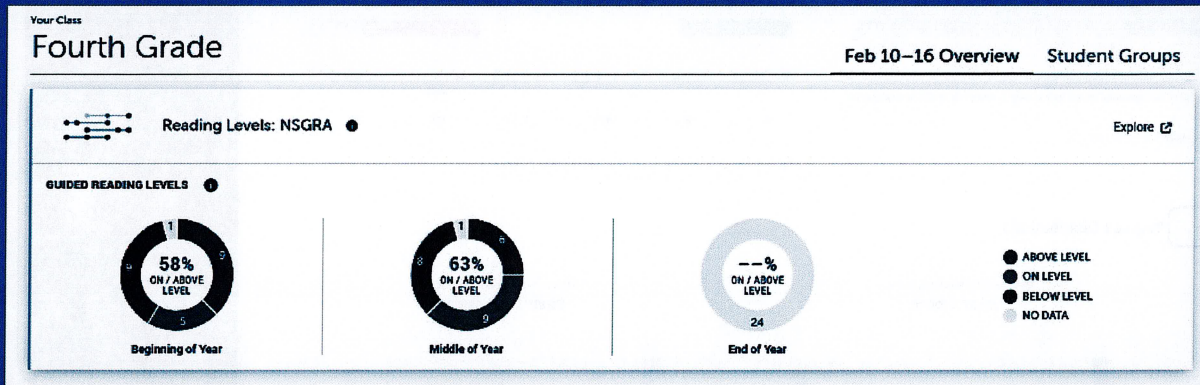 Your Class
Fourth Grade
Feb 10–16 Overview
Student Groups
Reading Levels: NSGRA
Explore
GUIDED READING LEVELS
1
9
5
9
58%
ON / ABOVE
LEVEL
Beginning of Year
1
6
9
8
63%
ON / ABOVE
LEVEL
Middle of Year
--%
ON / ABOVE
LEVEL
24
End of Year
ABOVE LEVEL
ON LEVEL
BELOW LEVEL
NO DATA